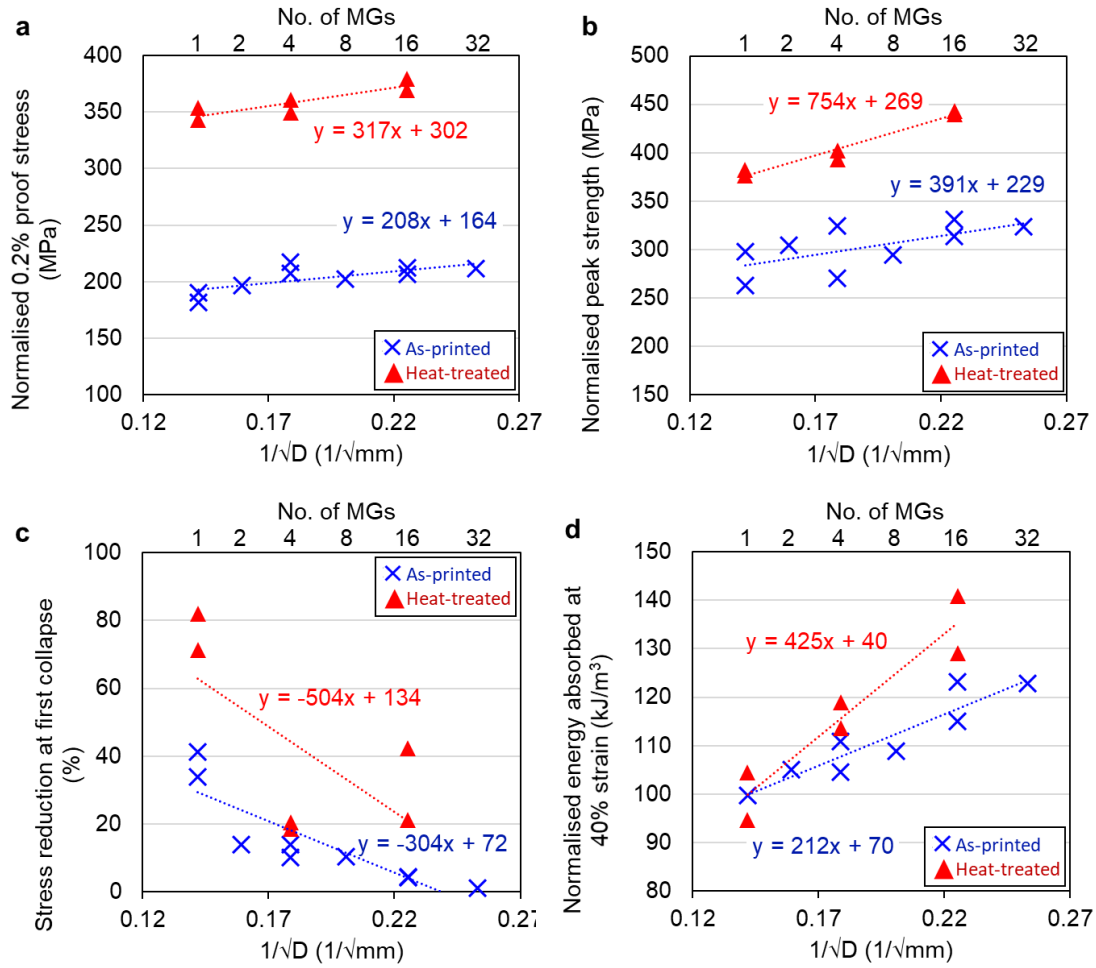 a
No. of MGs
1 2 4 8 16 32
Normalised 0.2% proof streess
(MPa)
400
350
300
250
200
150
100
y = 317x + 302
y = 208x + 164
As-printed
Heat-treated
0.12 0.17 0.22 0.27
1/√D (1/√mm)
b
No. of MGs
1 2 4 8 16 32
Normalised peak strength (MPa)
500
450
400
350
300
250
200
150
y = 754x + 269
y = 391x + 229
As-printed
Heat-treated
0.12 0.17 0.22 0.27
1/√D (1/√mm)
c
No. of MGs
1 2 4 8 16 32
Stress reduction at first collapse
(%)
100
80
60
40
20
0
As-printed
Heat-treated
y = -504x + 134
y = -304x + 72
0.12 0.17 0.22 0.27
1/√D (1/√mm)
d
No. of MGs
1 2 4 8 16 32
Normalised energy absorbed at
40% strain (kJ/m³)
150
140
130
120
110
100
90
80
y = 425x + 40
y = 212x + 70
As-printed
Heat-treated
0.12 0.17 0.22 0.27
1/√D (1/√mm)